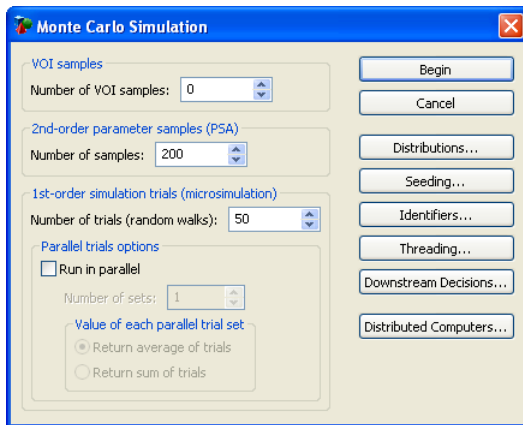 Monte Carlo Simulation
VOI samples
Number of VOI samples: 0
2nd-order parameter samples (PSA)
Number of samples: 200
1st-order simulation trials (microsimulation)
Number of trials (random walks): 50
Parallel trials options
Run in parallel
Number of sets: 1
Value of each parallel trial set
Return average of trials
Return sum of trials
Begin
Cancel
Distributions...
Seeding...
Identifiers...
Threading...
Downstream Decisions...
Distributed Computers...